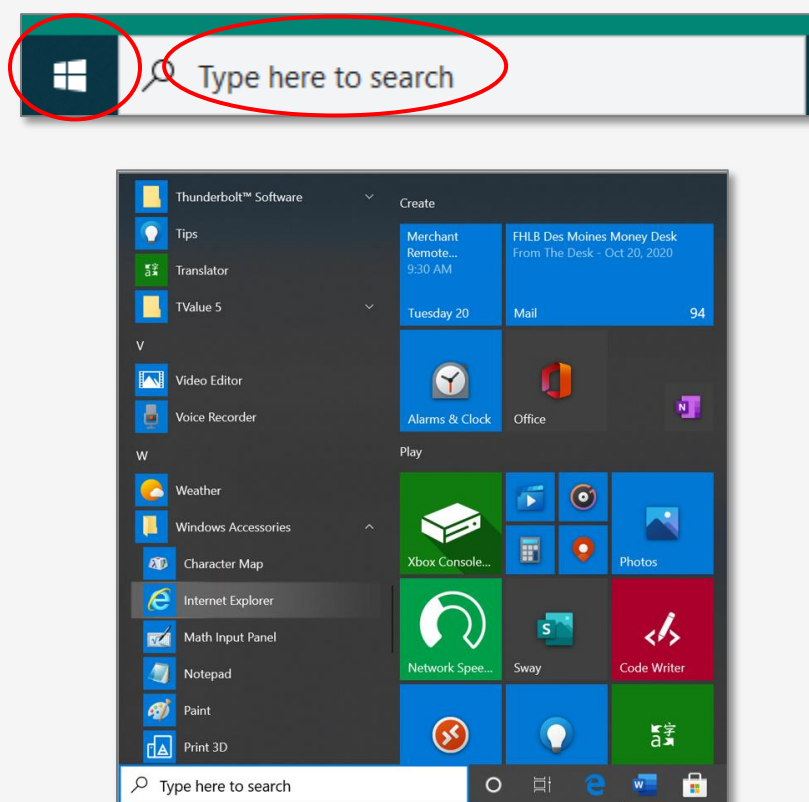 Type here to search
Thunderbolt™ Software
Tips
Translator
TValue 5
V
Video Editor
Voice Recorder
W
Weather
Windows Accessories
Character Map
Internet Explorer
Math Input Panel
Notepad
Paint
Print 3D
Create
Merchant
Remote...
9:30 AM
Tuesday 20
FHLB Des Moines Money Desk
From The Desk - Oct 20, 2020
Mail 94
Alarms & Clock
Office
N
Play
Xbox Console...
Photos
Network Spee...
S
Sway
Code Writer
a字
Type here to search
W